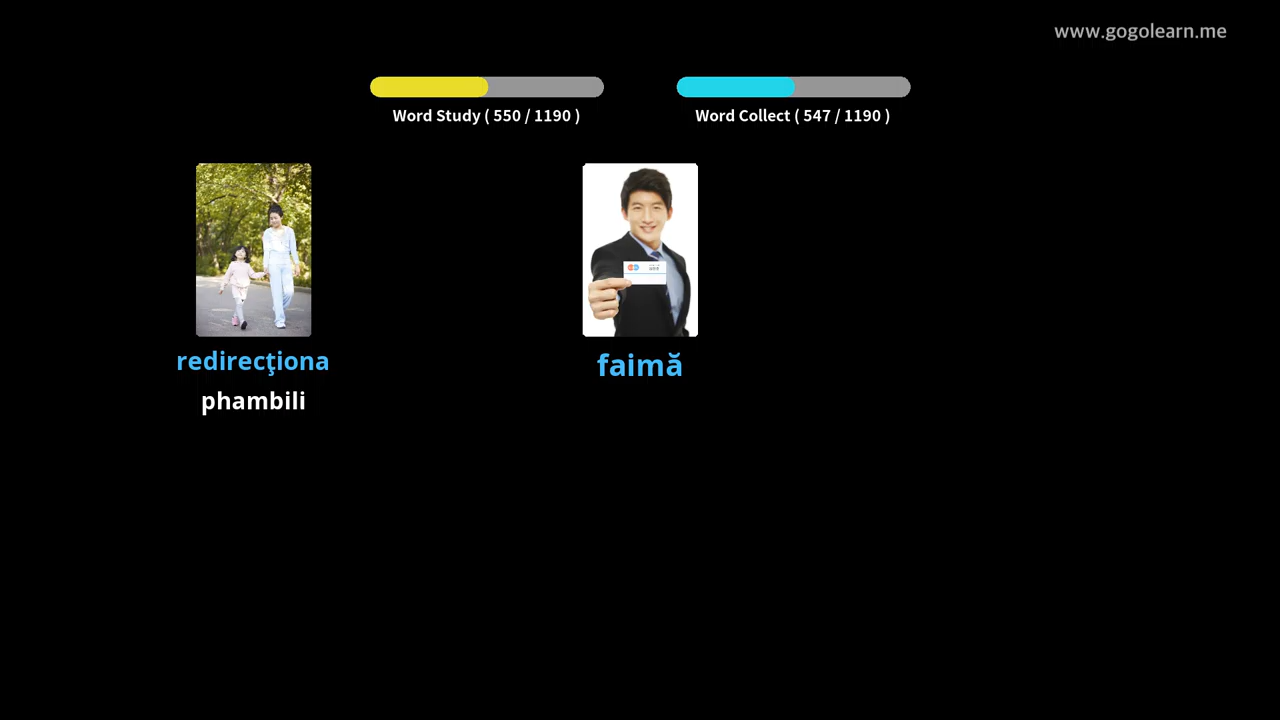 www.gogolearn.me
Word Study ( 550 / 1190 )
Word Collect ( 547 / 1190 )
redirecţiona
phambili
faimă